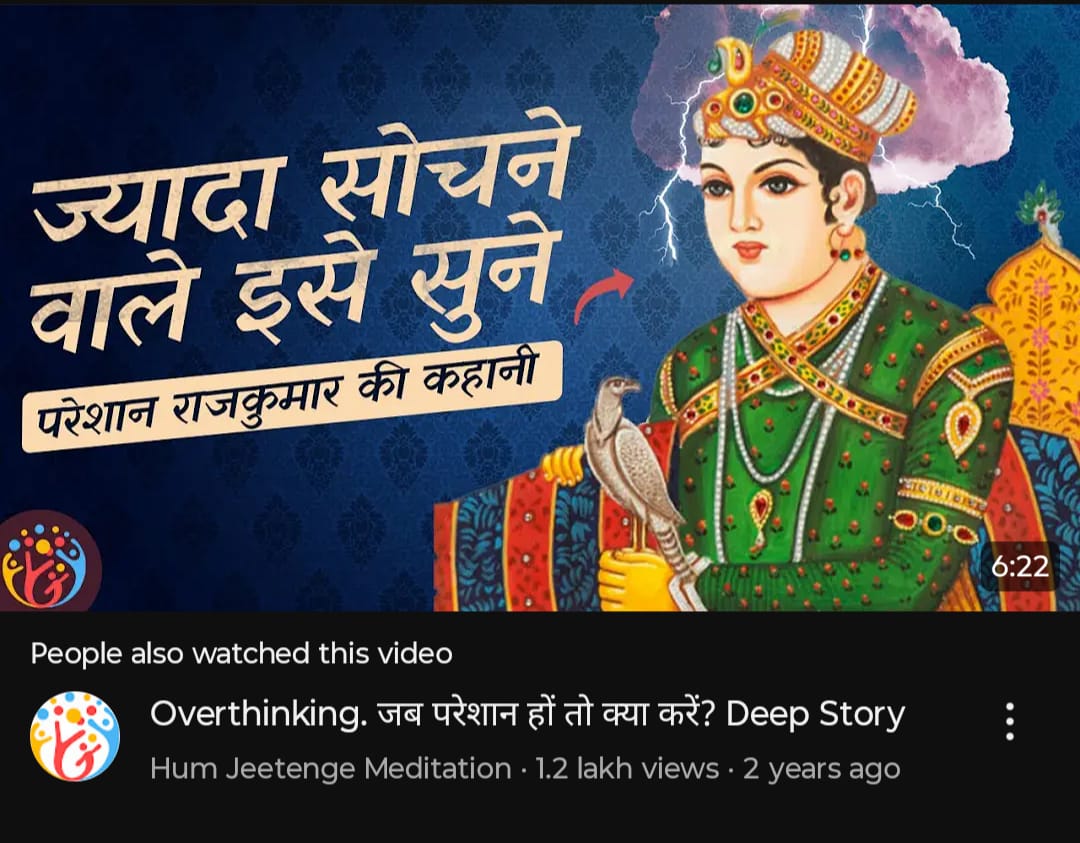 ज्यादा सोचने
वाले इसे सुने
परेशान राजकुमार की कहानी
6:22
People also watched this video
Overthinking. जब परेशान हों तो क्या करें? Deep Story
Hum Jeetenge Meditation · 1.2 lakh views · 2 years ago